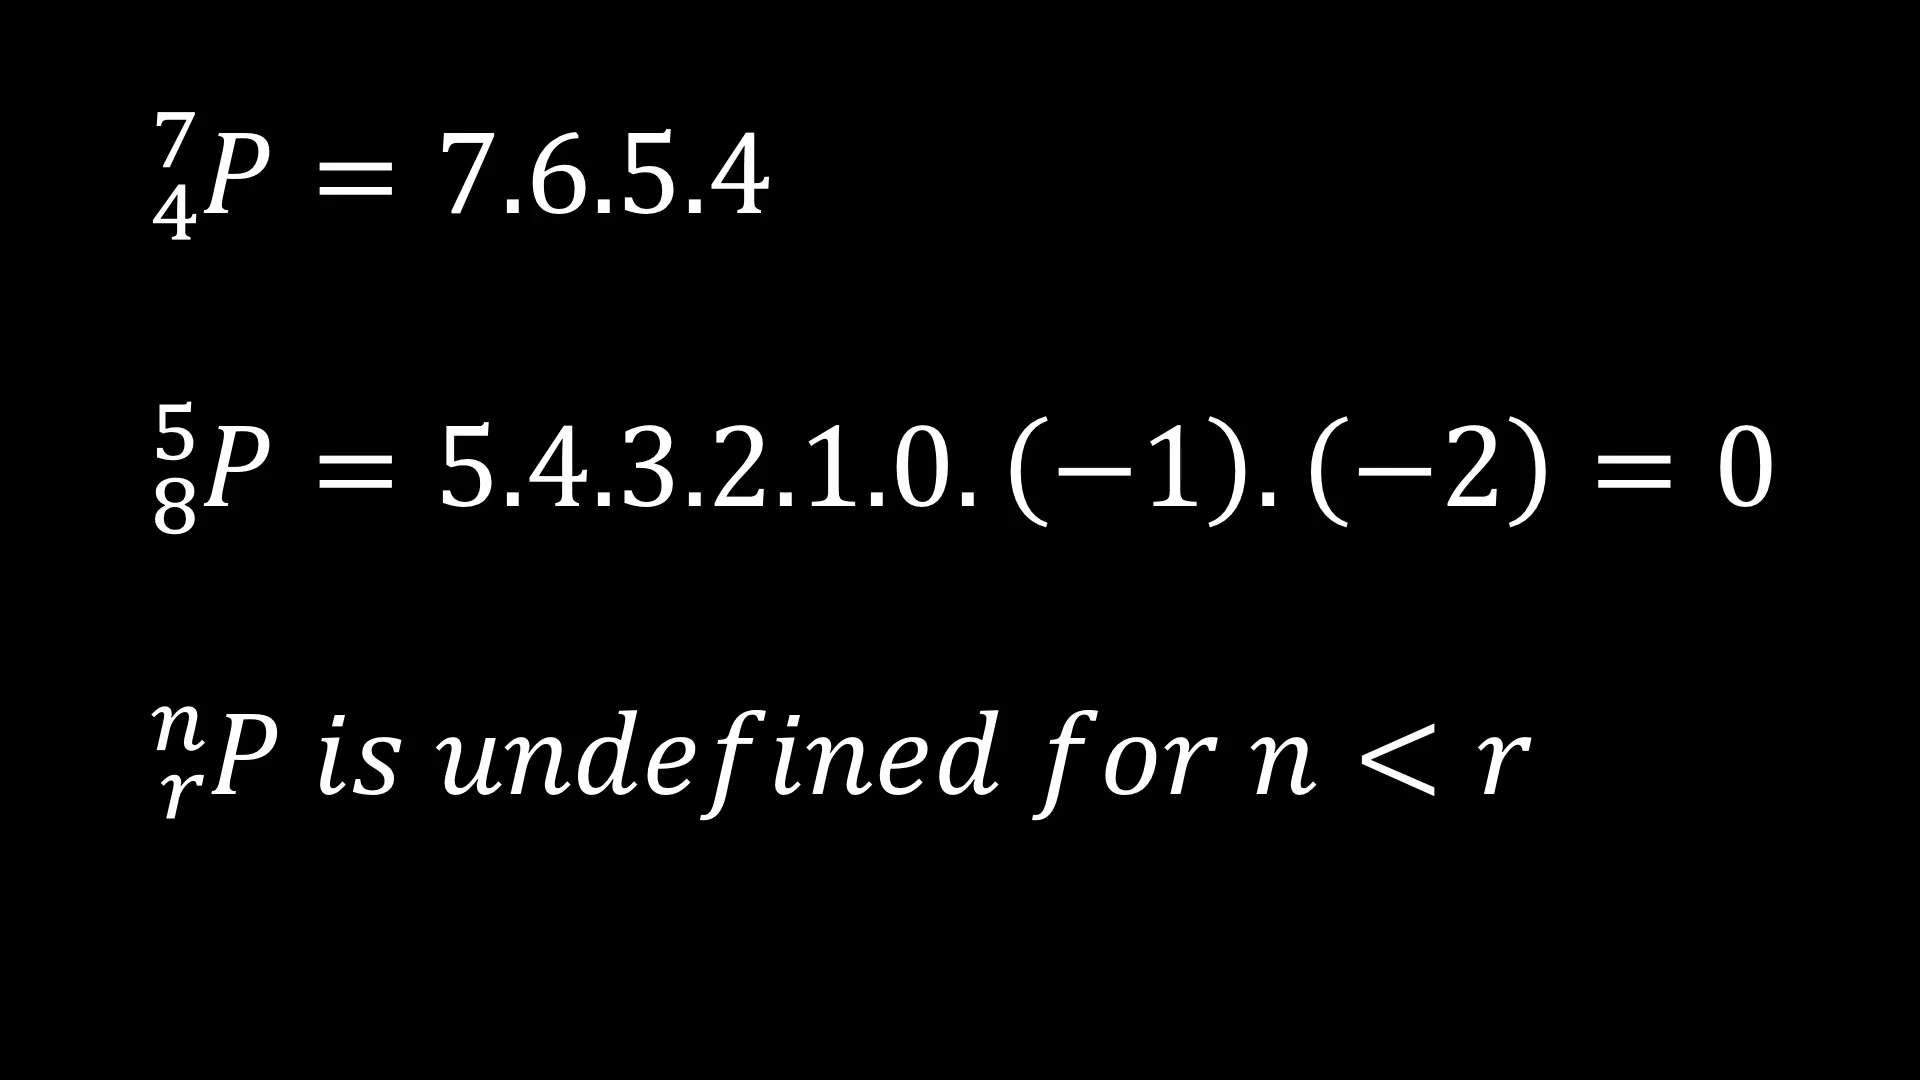 ⁷₄P = 7.6.5.4
⁵₈P = 5.4.3.2.1.0.(−1).(−2) = 0
ⁿᵣP is undefined for n < r